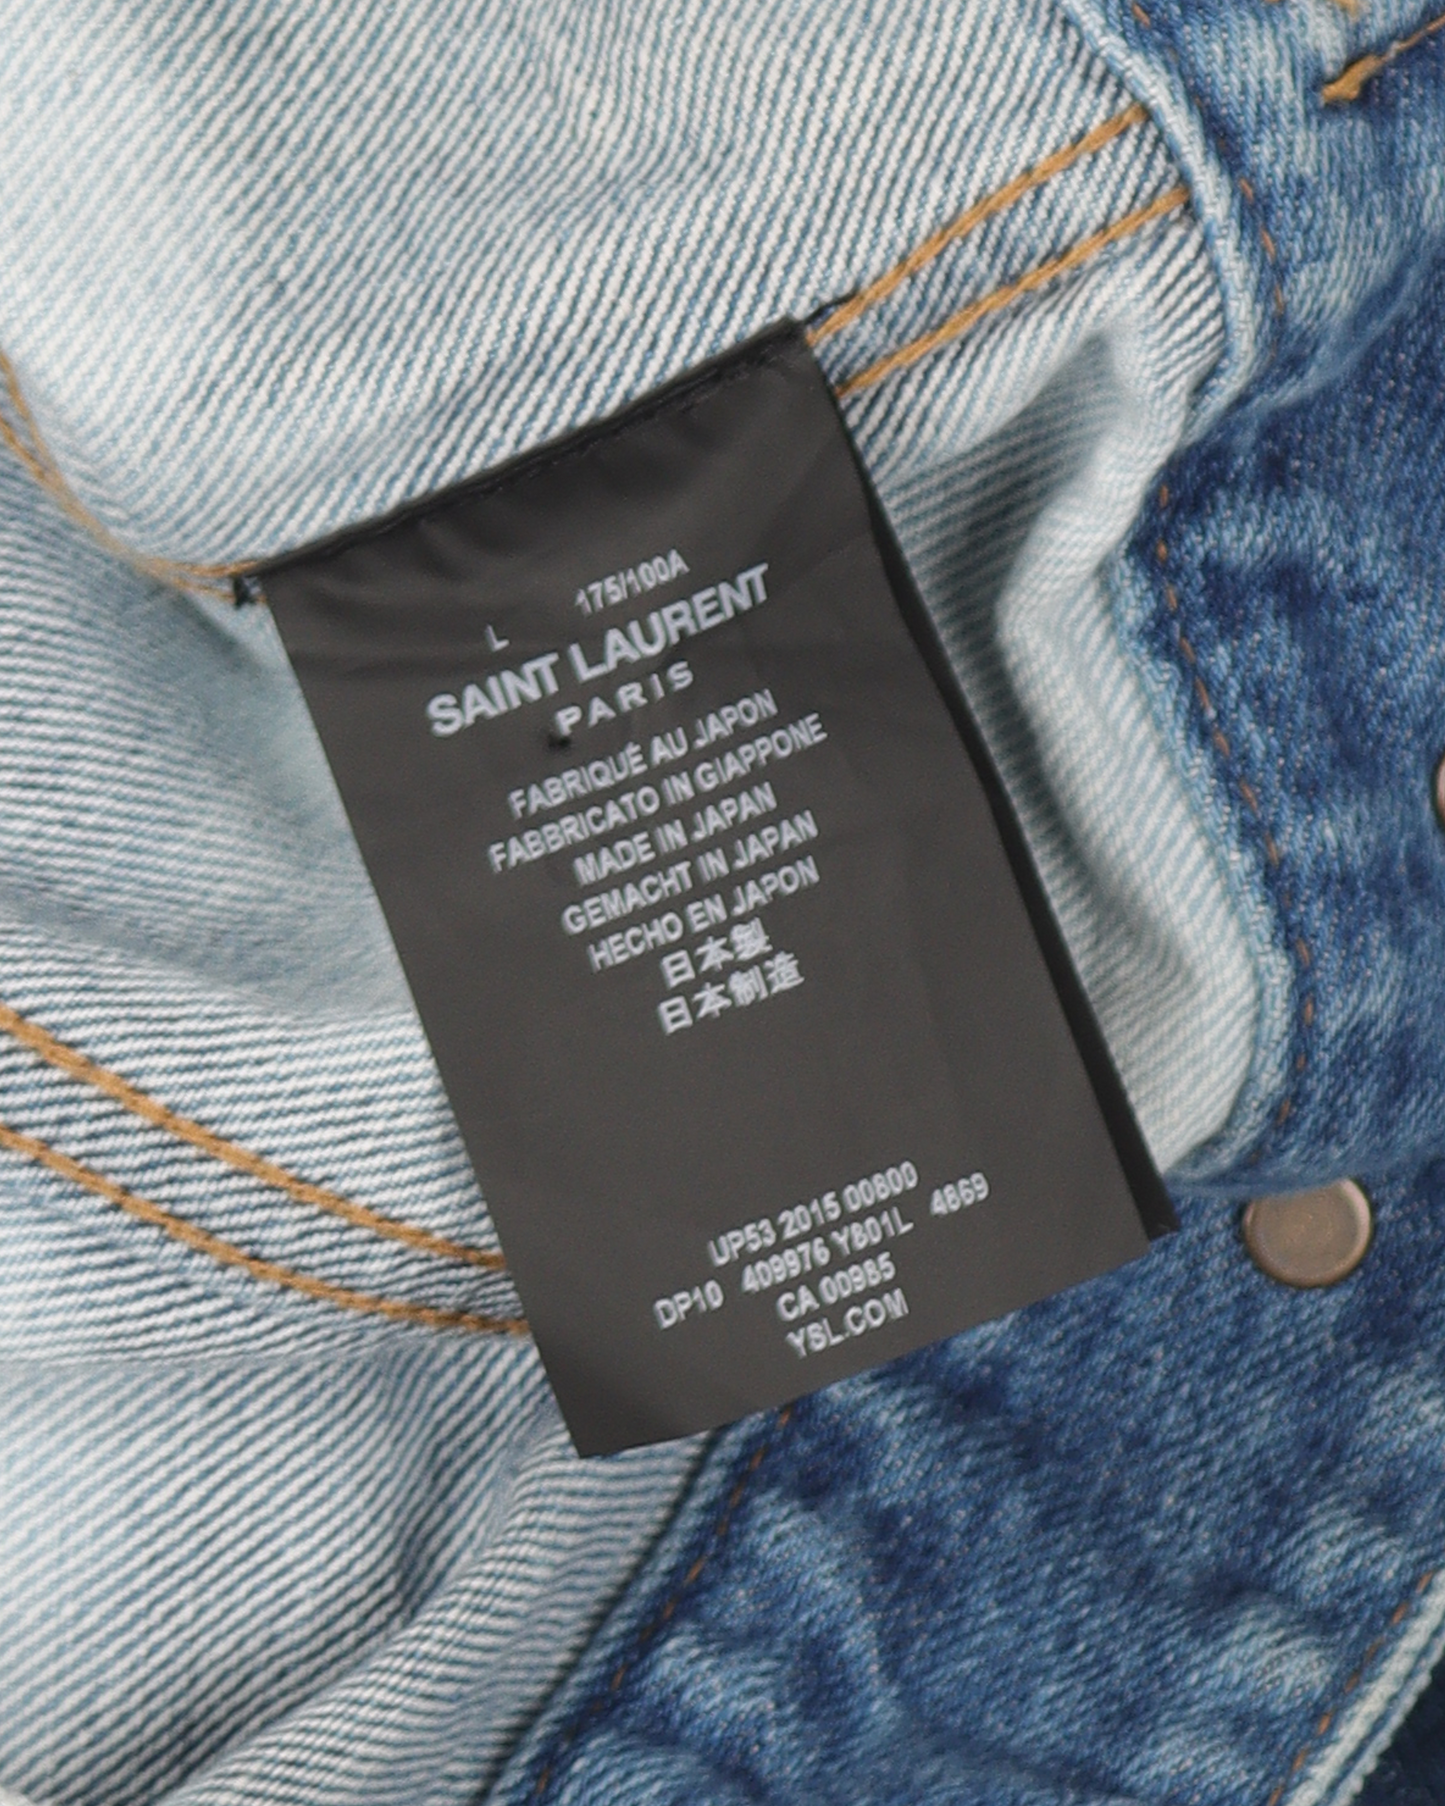 L 175/100A
SAINT LAURENT
PARIS
FABRIQUÉ AU JAPON
FABBRICATO IN GIAPPONE
MADE IN JAPAN
GEMACHT IN JAPAN
HECHO EN JAPON
日本製
日本制造
UP53 2015 00800
DP10 409976 Y801L 4869
CA 00985
YSL.COM